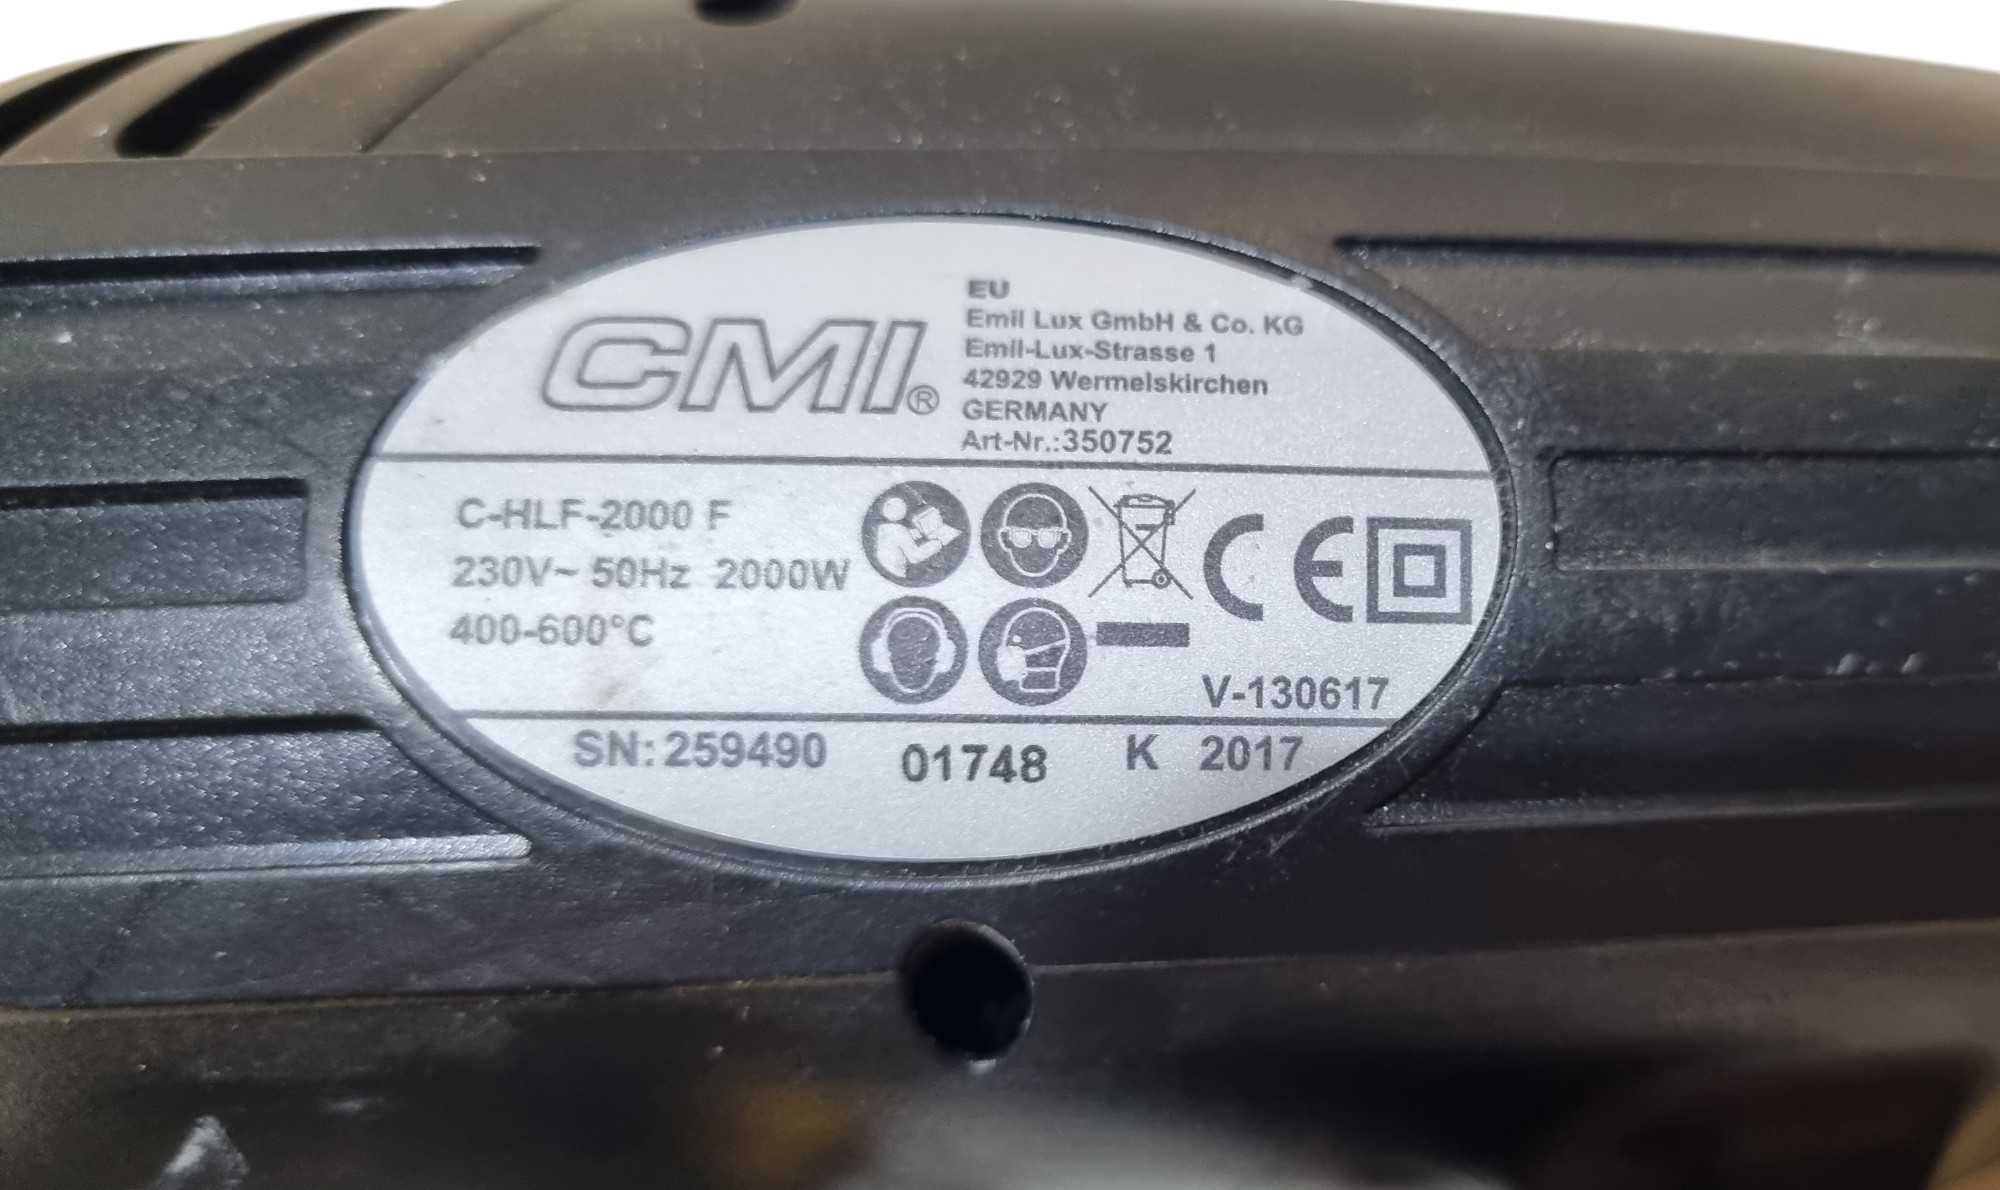 CMI®
EU
Emil Lux GmbH & Co. KG
Emil-Lux-Strasse 1
42929 Wermelskirchen
GERMANY
Art-Nr.:350752
C-HLF-2000 F
230V~ 50Hz 2000W
400-600°C
CE
V-130617
SN: 259490 01748 K 2017